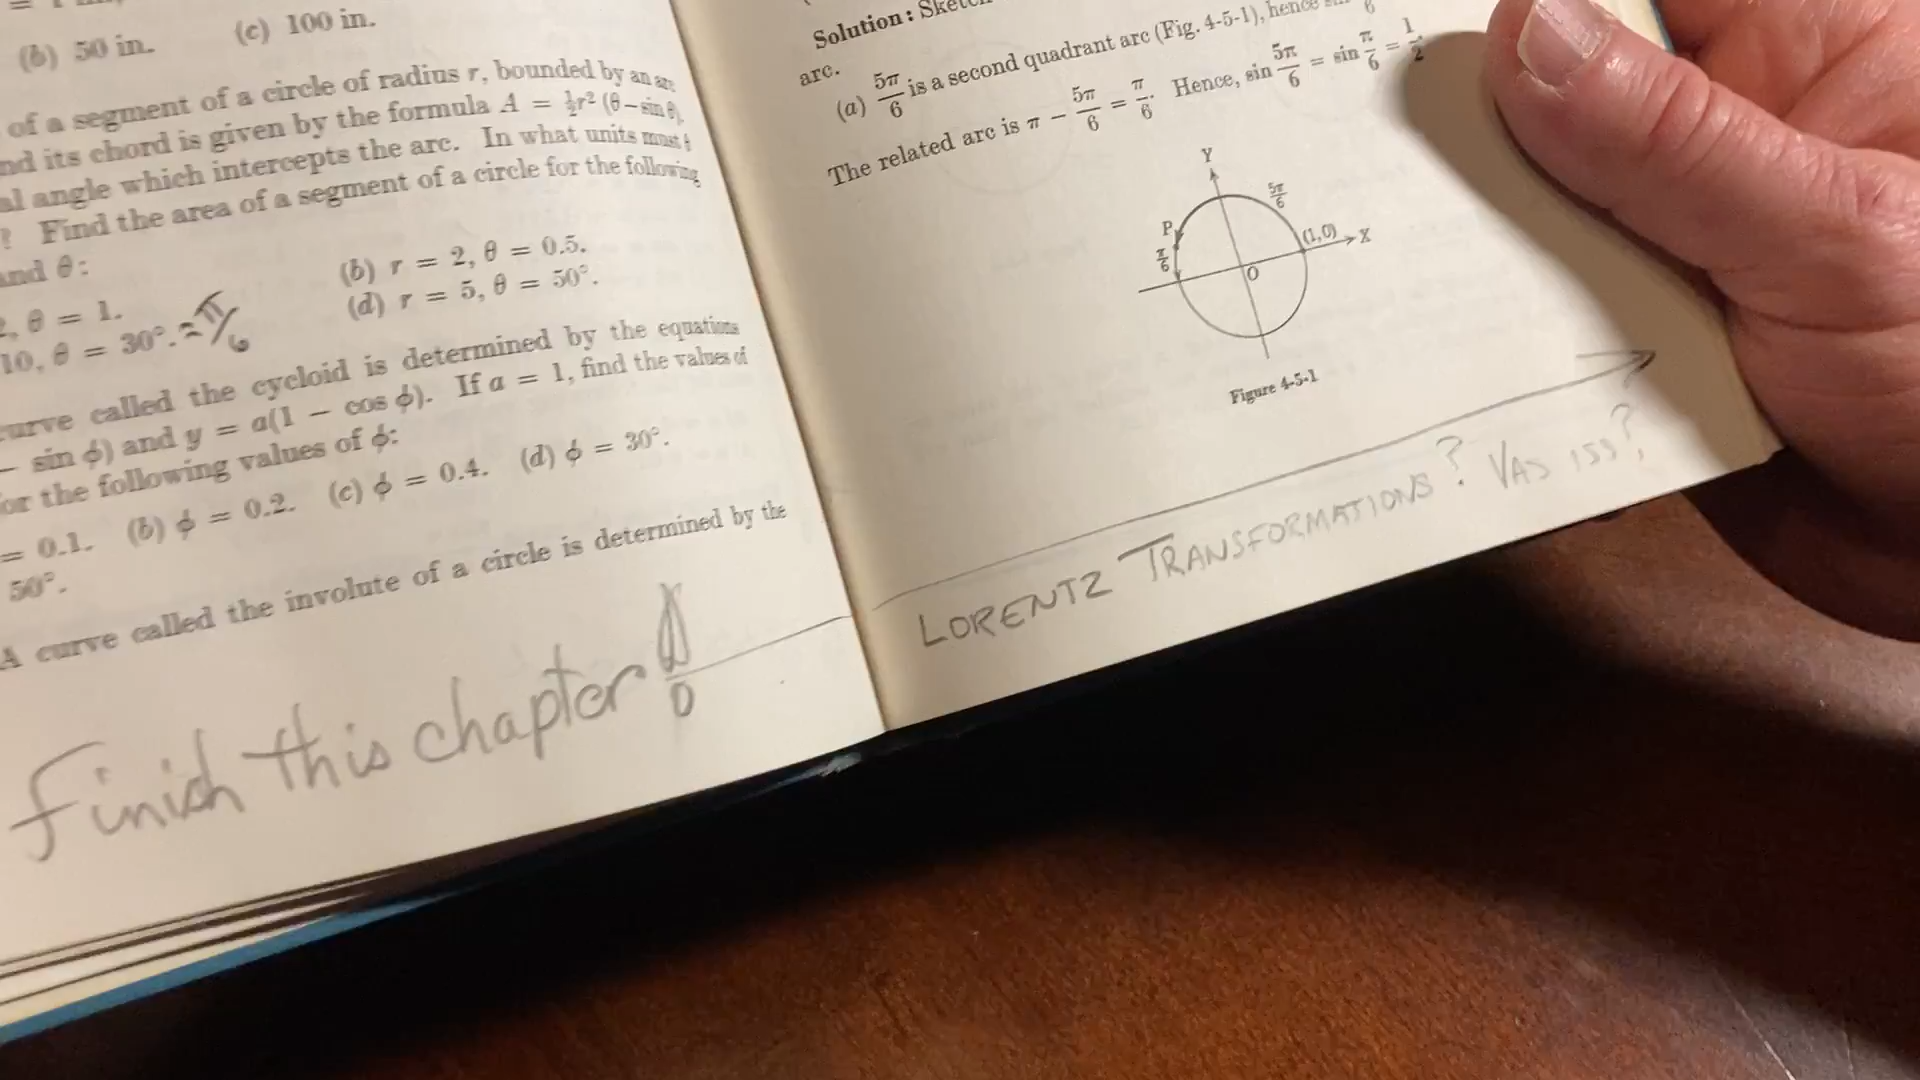 (b) 50 in. (c) 100 in.
of a segment of a circle of radius r, bounded by an arc
nd its chord is given by the formula A = ½r² (θ – sin θ),
al angle which intercepts the arc. In what units must
? Find the area of a segment of a circle for the following
and θ:
2, θ = 1. (b) r = 2, θ = 0.5.
10, θ = 30°. = π/6 (d) r = 5, θ = 50°.
curve called the cycloid is determined by the equations
– sin ϕ) and y = a(1 – cos ϕ). If a = 1, find the values of
for the following values of ϕ:
= 0.1. (b) ϕ = 0.2. (c) ϕ = 0.4. (d) ϕ = 30°.
50°.
A curve called the involute of a circle is determined by the
Finish this chapter
Solution: Sketch
arc.
(a) 5π/6 is a second quadrant arc (Fig. 4-5-1), hence
The related arc is π – 5π/6 = π/6. Hence, sin 5π/6 = sin π/6 = 1/2.
Y
5π/6
P
π/6
(1,0)
X
O
Figure 4-5-1
LORENTZ TRANSFORMATIONS? VAS ISS?